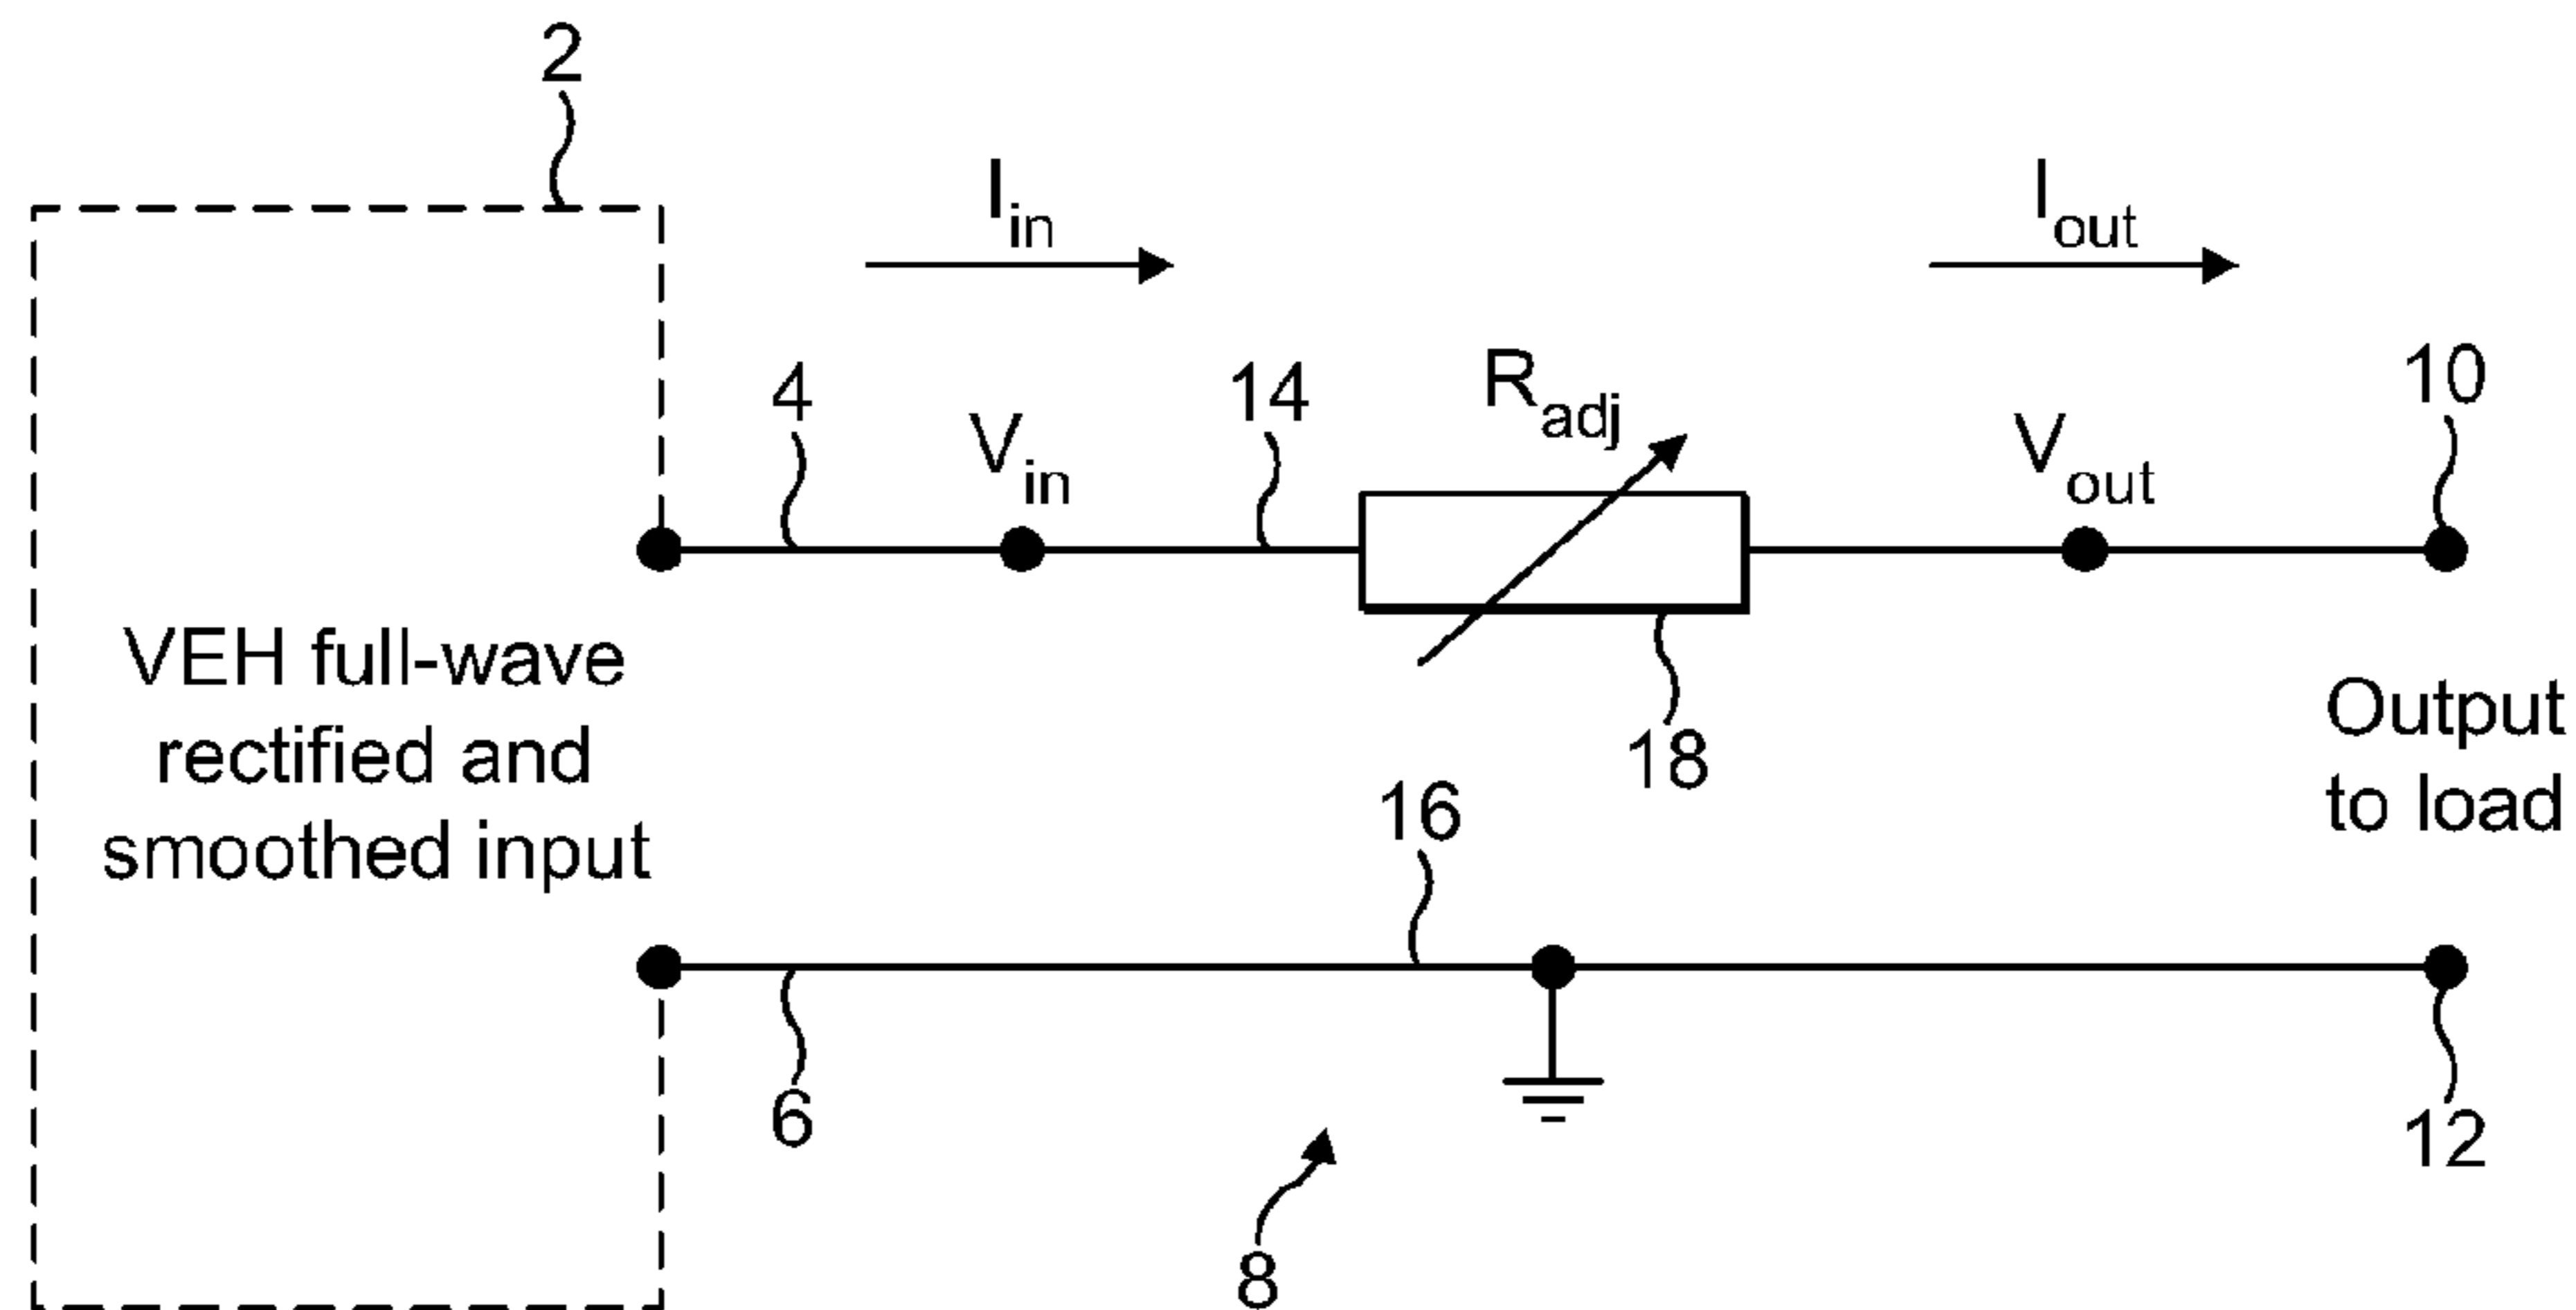 2
I_in
I_out
4
V_in
14
R_adj
V_out
10
VEH full-wave
rectified and
smoothed input
18
Output
to load
16
6
12
8